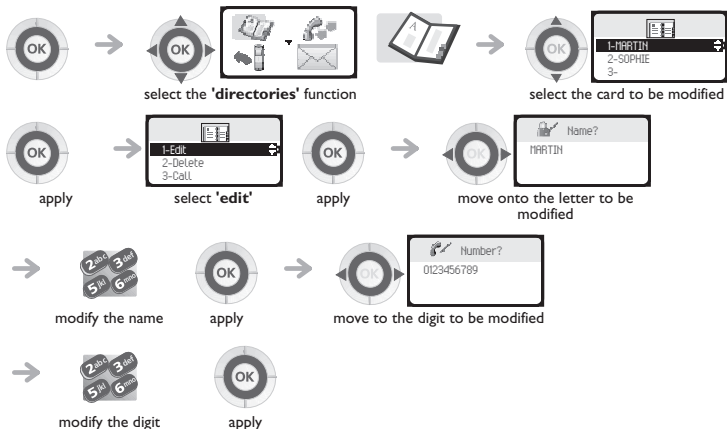 OK
OK
select the 'directories' function
A
OK
1-MARTIN
2-SOPHIE
3-
select the card to be modified
OK
apply
1-Edit
2-Delete
3-Call
select 'edit'
OK
apply
OK
Name?
MARTIN
move onto the letter to be
modified
2abc 3def
5jkl 6mno
modify the name
OK
apply
OK
Number?
0123456789
move to the digit to be modified
2abc 3def
5jkl 6mno
modify the digit
OK
apply